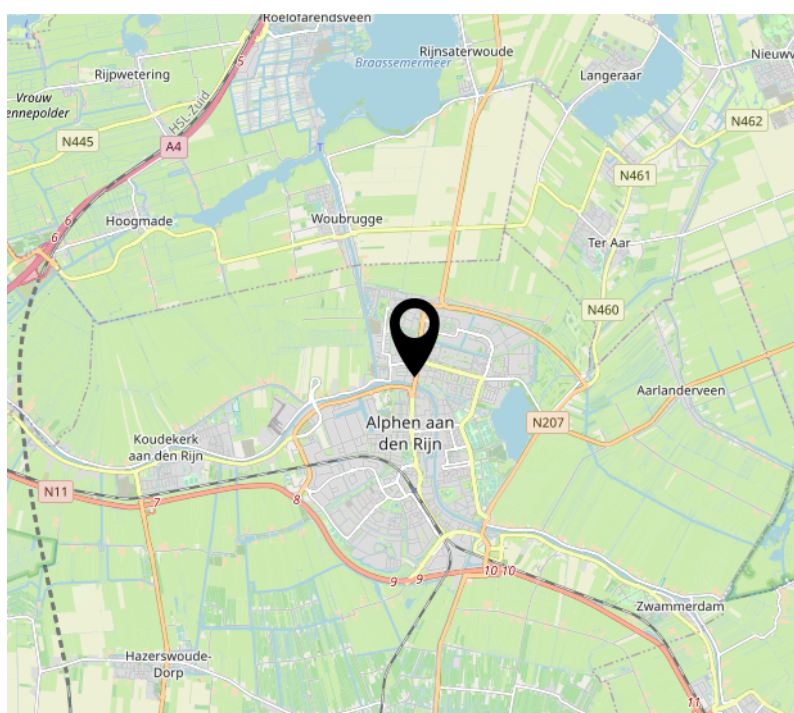 Roelofarendsveen
Rijnsaterwoude
Braassemermeer
Nieuwv
5
Rijpwetering
Langeraar
Vrouw
ennepolder
HSL-Zuid
N462
N445
A4
T
N461
6
6
Hoogmade
Woubrugge
Ter Aar
N460
Aarlanderveen
Alphen aan
den Rijn
N207
Koudekerk
aan den Rijn
N11
7
8
9
9
10
10
Zwammerdam
Hazerswoude-
Dorp
11